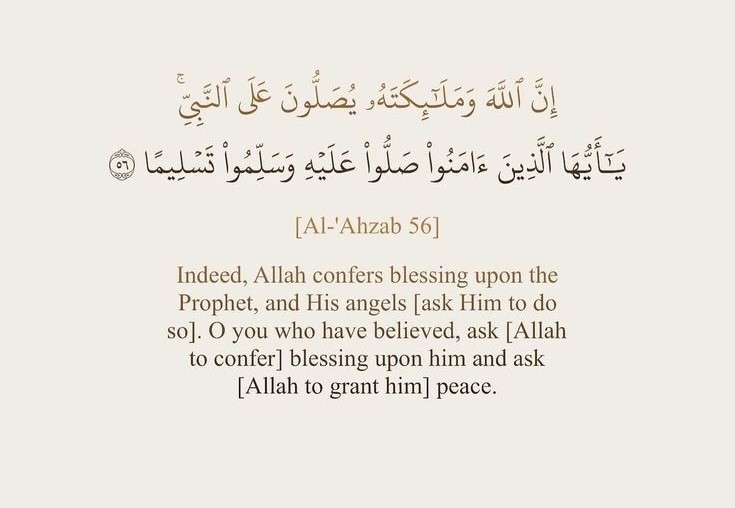 إِنَّ ٱللَّهَ وَمَلَـٰٓئِكَتَهُۥ يُصَلُّونَ عَلَى ٱلنَّبِىِّۚ
يَـٰٓأَيُّهَا ٱلَّذِينَ ءَامَنُوا۟ صَلُّوا۟ عَلَيْهِ وَسَلِّمُوا۟ تَسْلِيمًا ٥٦
[Al-'Ahzab 56]
Indeed, Allah confers blessing upon the
Prophet, and His angels [ask Him to do
so]. O you who have believed, ask [Allah
to confer] blessing upon him and ask
[Allah to grant him] peace.